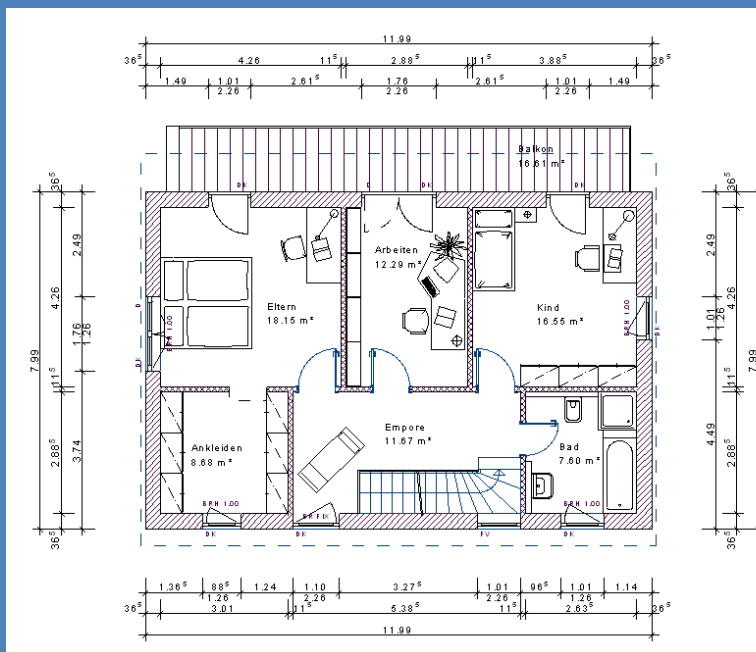 11.99
36⁵ 4.26 11⁵ 2.88⁵ 11⁵ 3.88⁵ 36⁵
1.49 1.01 2.61⁵ 1.76 2.61⁵ 1.01 1.49
2.26 2.26 2.26
Balkon
16.61 m²
DK D DK DK
36⁵ 4.26 11⁵ 2.88⁵ 36⁵
7.99
2.49 1.76 3.74
1.26
Eltern
18.15 m²
Arbeiten
12.29 m²
Kind
16.55 m²
D
DK
BRH 1.00
BRH 1.00
DK
2.49 1.01 4.49
1.26
36⁵ 4.26 11⁵ 2.88⁵ 36⁵
7.99
Ankleiden
8.68 m²
Empore
11.67 m²
Bad
7.60 m²
BRH 1.00
BR FIX
BRH 1.00
DK DK FV DK
1.36⁵ 88⁵ 1.24 1.10 3.27⁵ 1.01 96⁵ 1.01 1.14
1.26 2.26 2.26 1.26
36⁵ 3.01 11⁵ 5.38⁵ 11⁵ 2.63⁵ 36⁵
11.99